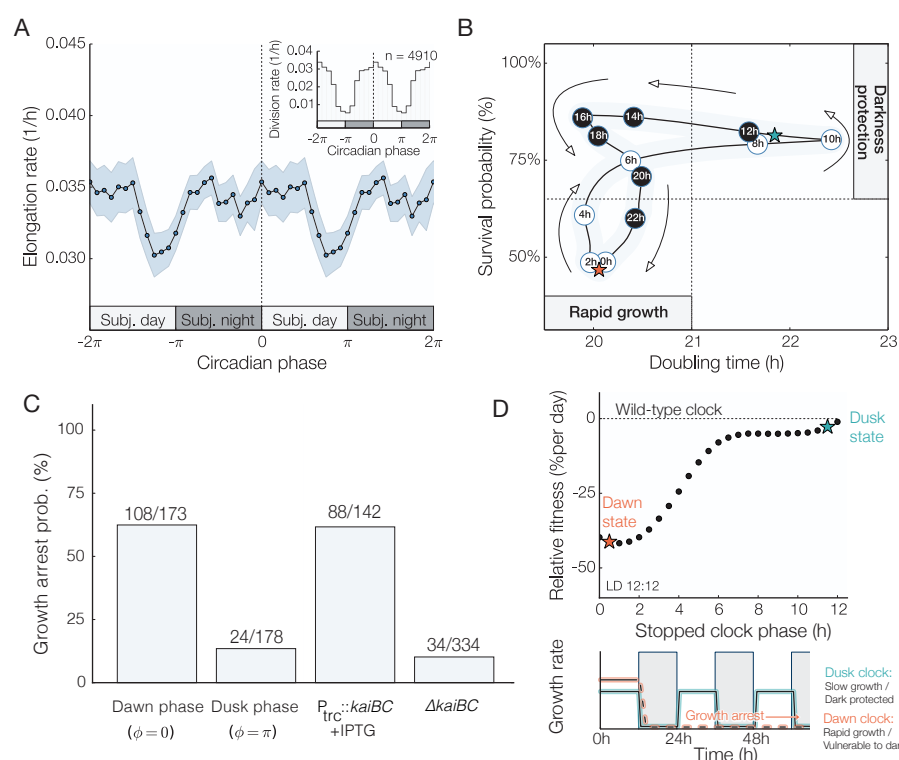 A
0.045
0.040
0.035
0.030
Elongation rate (1/h)
n = 4910
0.04
0.03
0.02
0.01
Division rate (1/h)
-2π -π 0 π 2π
Circadian phase
Subj. day Subj. night Subj. day Subj. night
-2π -π 0 π 2π
Circadian phase
B
100%
75%
50%
Survival probability (%)
Darkness
protection
16h 14h
18h 12h 8h 10h
6h 20h
4h 22h
2h 0h
Rapid growth
20 21 22 23
Doubling time (h)
C
100
75
50
25
0
Growth arrest prob. (%)
108/173
24/178
88/142
34/334
Dawn phase Dusk phase Ptrc::kaiBC ΔkaiBC
(ϕ=0) (ϕ=π) +IPTG
D
0
-25
-50
Relative fitness (%per day)
Wild-type clock
Dusk
state
Dawn
state
LD 12:12
0 2 4 6 8 10 12
Stopped clock phase (h)
Growth rate
Growth arrest
0h 24h 48h
Time (h)
Dusk clock:
Slow growth /
Dark protected
Dawn clock:
Rapid growth /
Vulnerable to dar